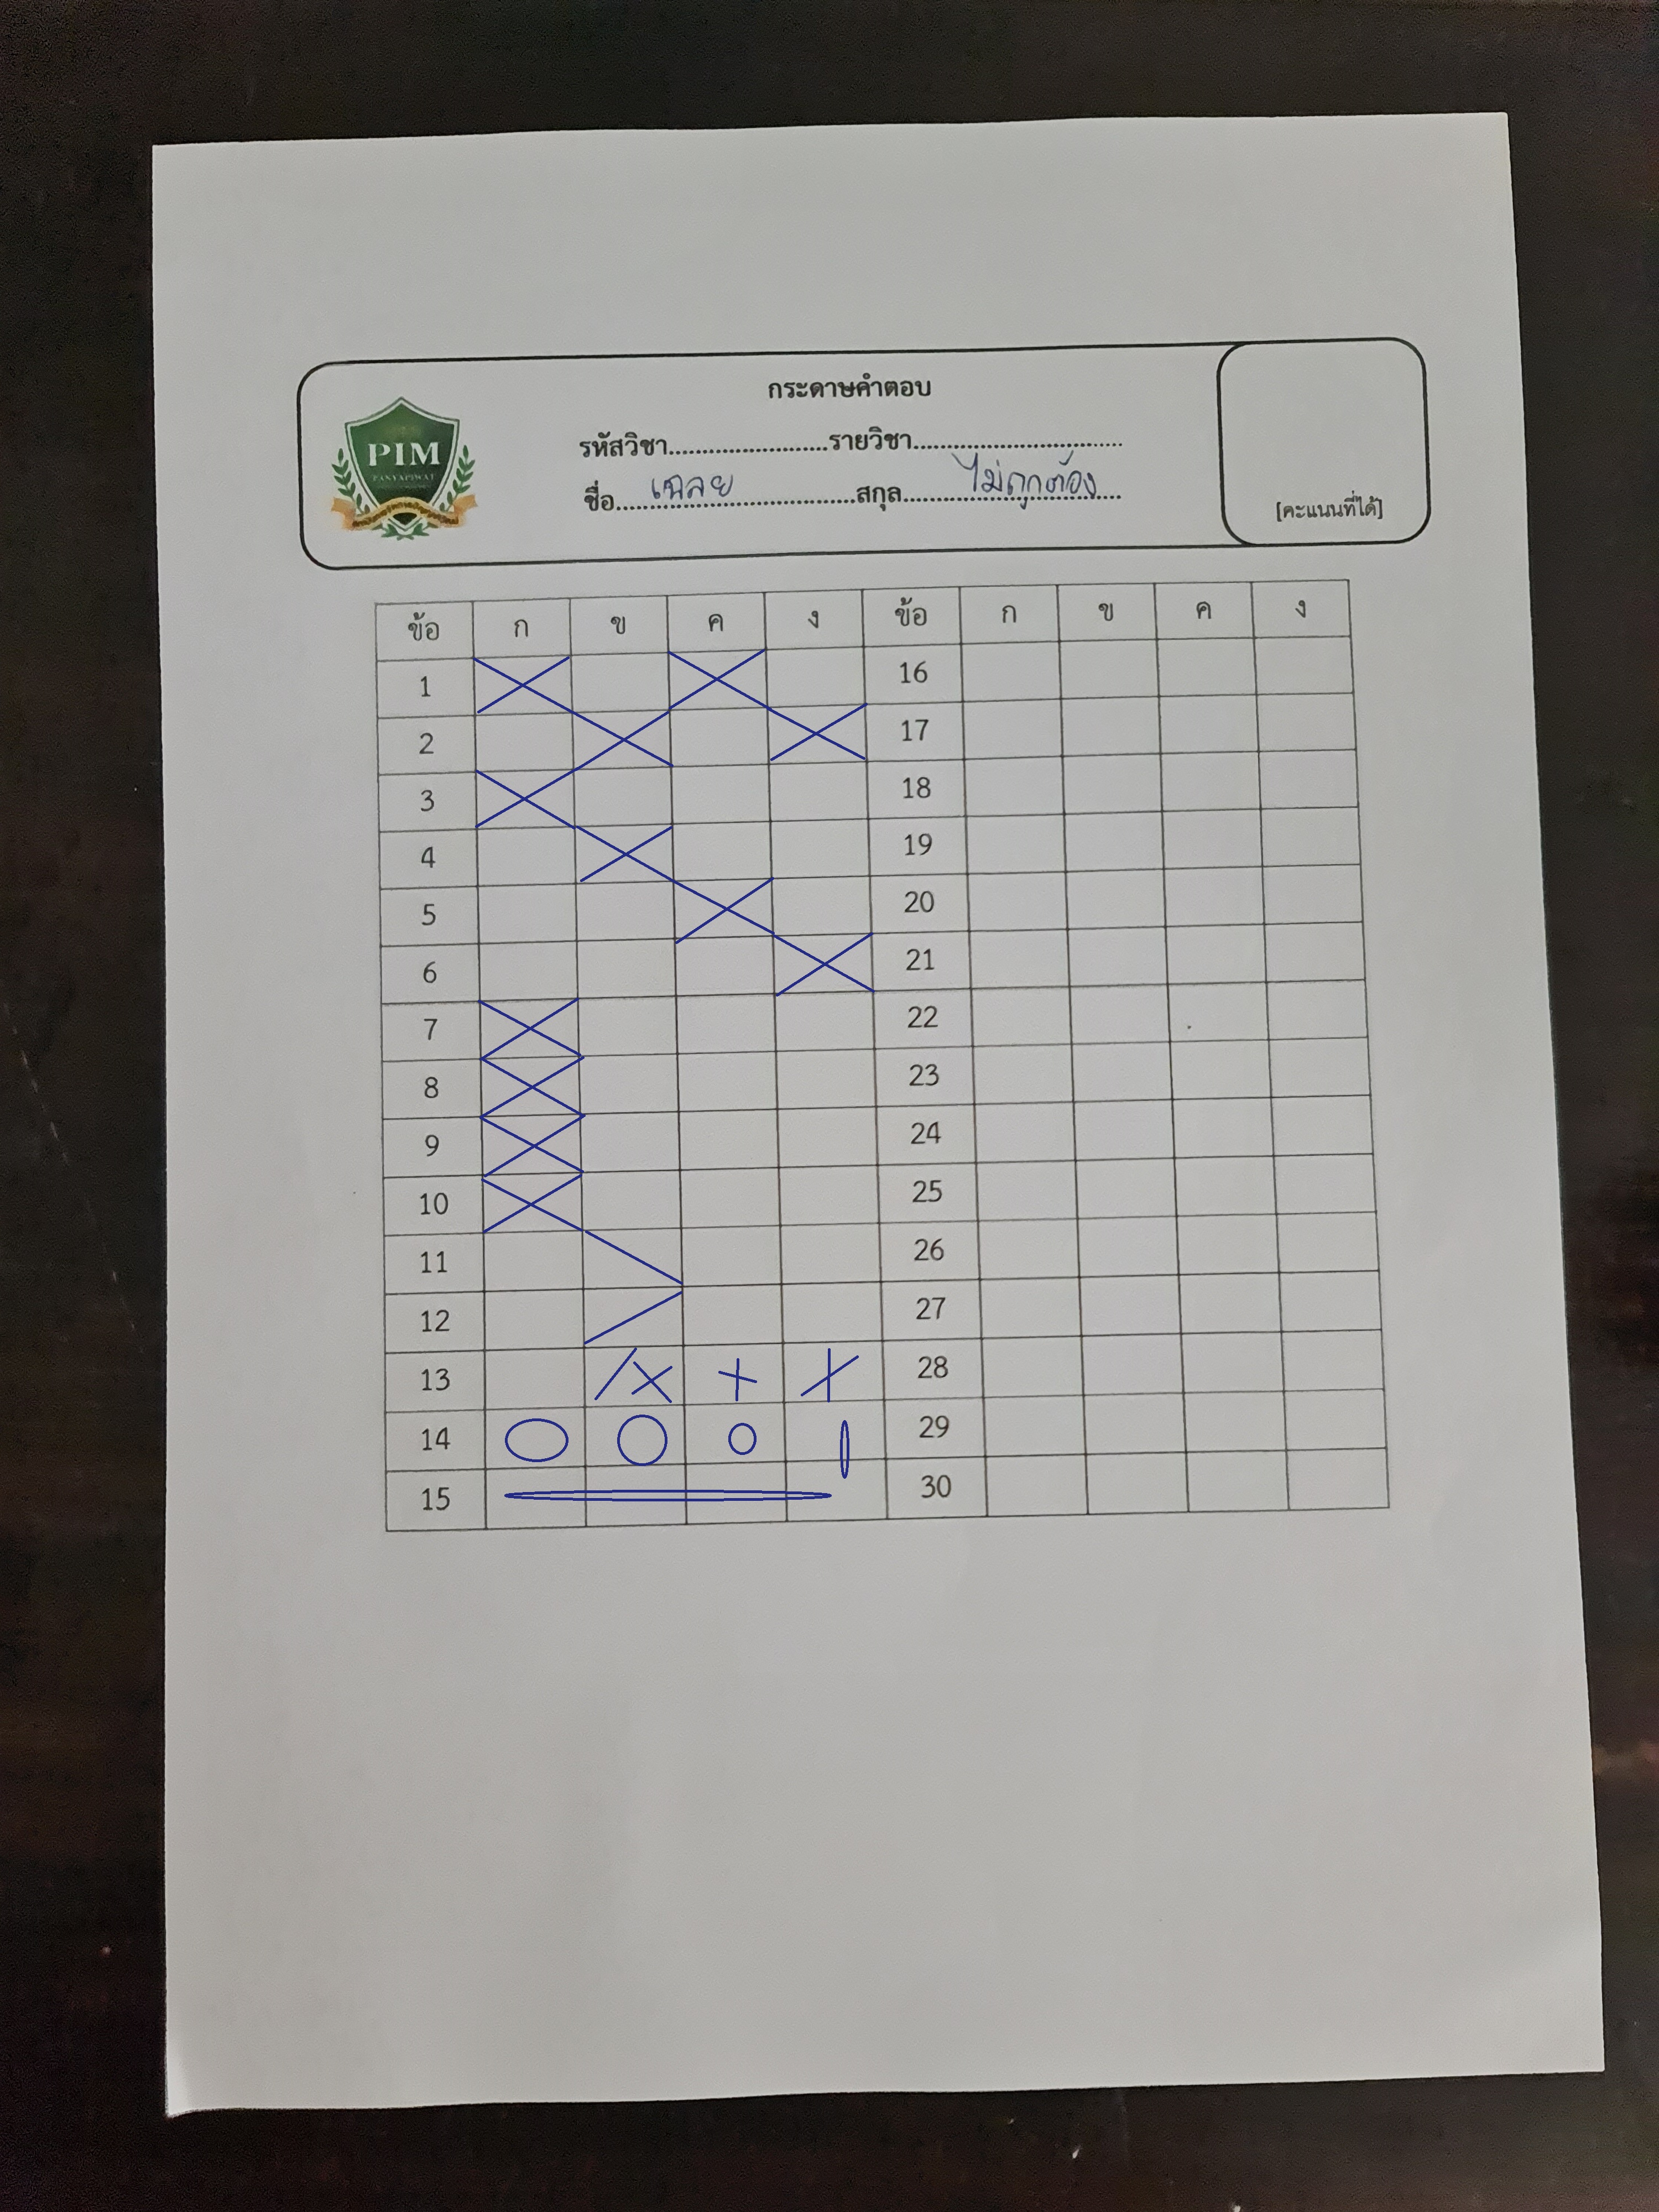 กระดาษคำตอบ
PIM
รหัสวิชา.......................รายวิชา..............................
ชื่อ...เฉลย...สกุล...ไม่ถูกต้อง...
[คะแนนที่ได้]
ข้อ ก ข ค ง ข้อ ก ข ค ง
1 16
2 17
3 18
4 19
5 20
6 21
7 22
8 23
9 24
10 25
11 26
12 27
13 28
14 29
15 30